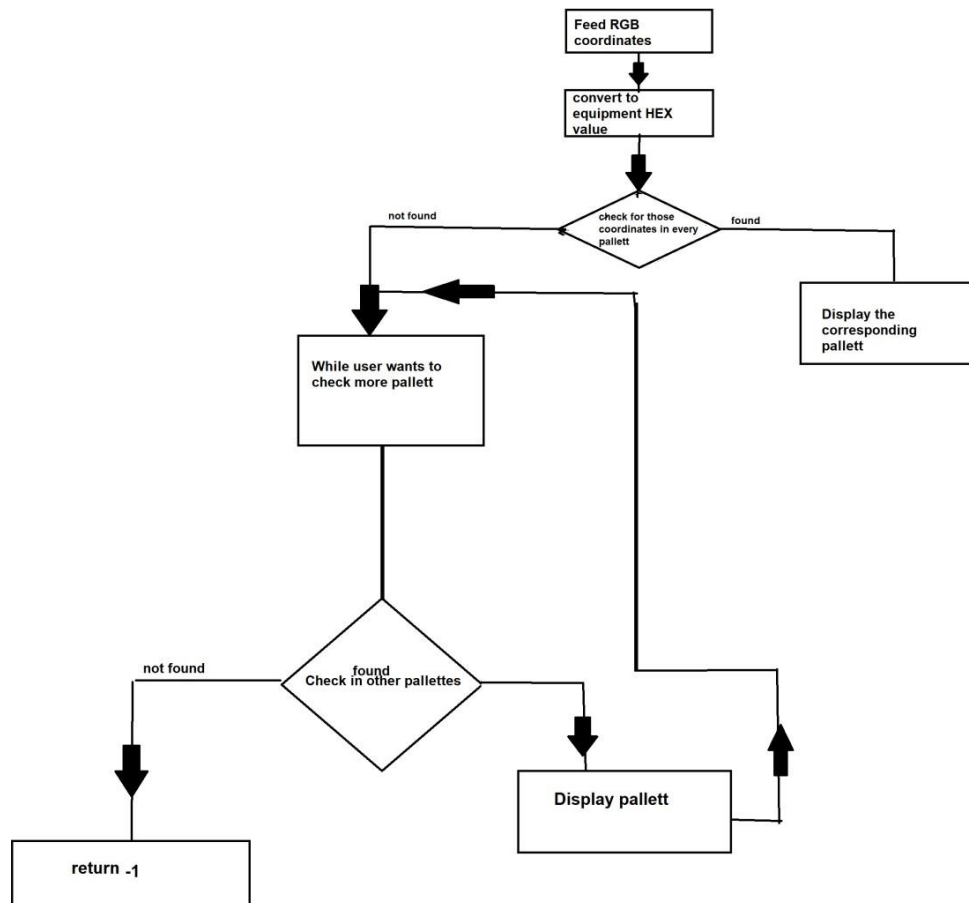 Feed RGB
coordinates
convert to
equipment HEX
value
not found
check for those
coordinates in every
pallett
found
Display the
corresponding
pallett
While user wants to
check more pallett
not found
found
Check in other pallettes
Display pallett
return -1